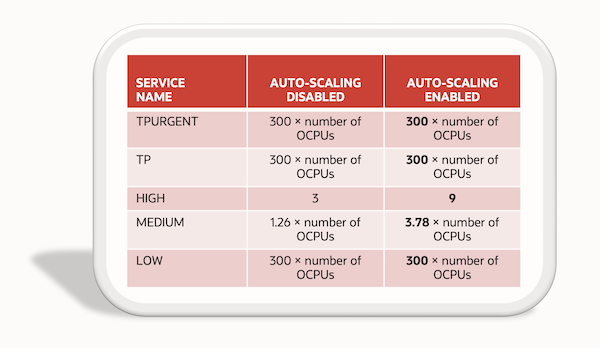 SERVICE NAME
AUTO-SCALING DISABLED
AUTO-SCALING ENABLED
TPURGENT
300 × number of OCPUs
300 × number of OCPUs
TP
300 × number of OCPUs
300 × number of OCPUs
HIGH
3
9
MEDIUM
1.26 × number of OCPUs
3.78 × number of OCPUs
LOW
300 × number of OCPUs
300 × number of OCPUs